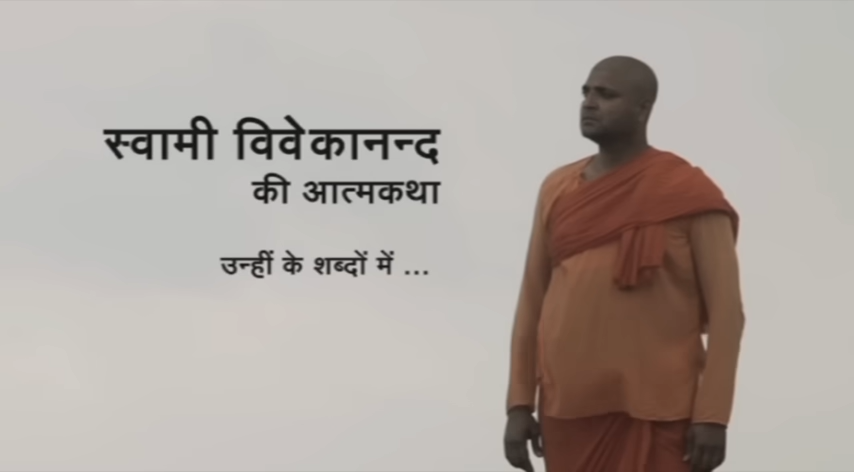 स्वामी विवेकानन्द
की आत्मकथा
उन्हीं के शब्दों में ...